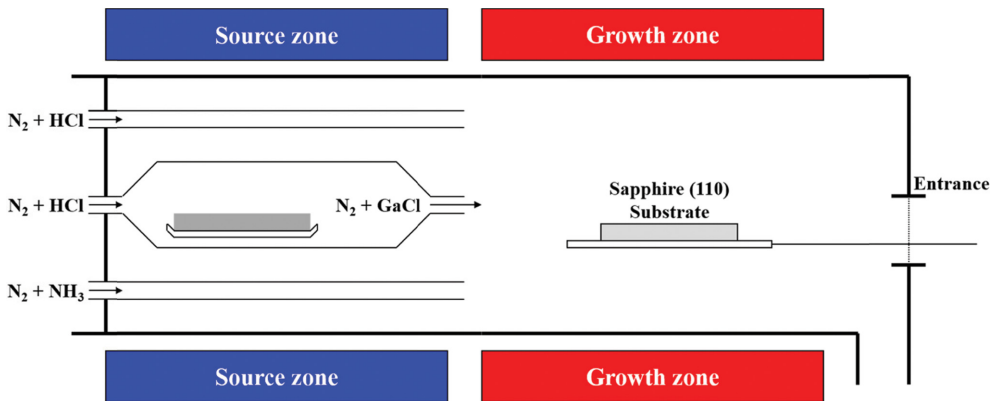 Source zone
Growth zone
N₂ + HCl
N₂ + HCl
N₂ + GaCl
Sapphire (110)
Substrate
Entrance
N₂ + NH₃
Source zone
Growth zone